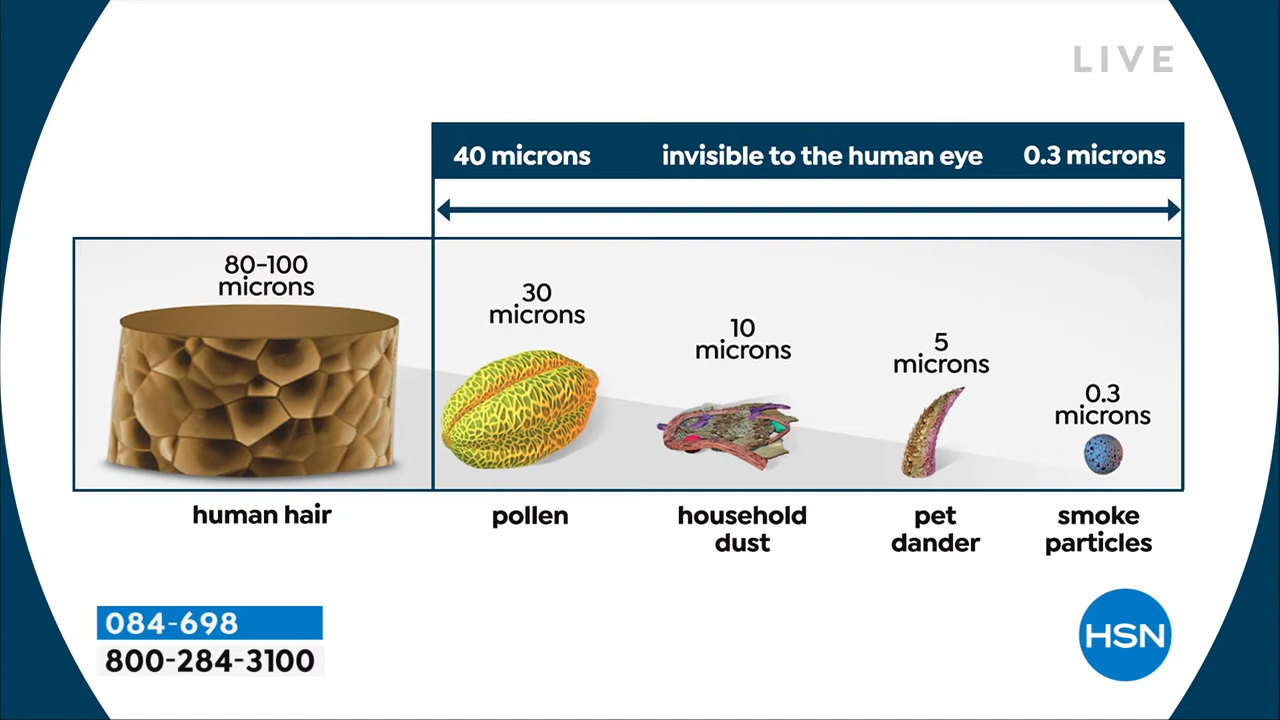 LIVE
40 microns invisible to the human eye 0.3 microns
80-100
microns
30
microns
10
microns
5
microns
0.3
microns
human hair
pollen
household
dust
pet
dander
smoke
particles
084-698
800-284-3100
HSN